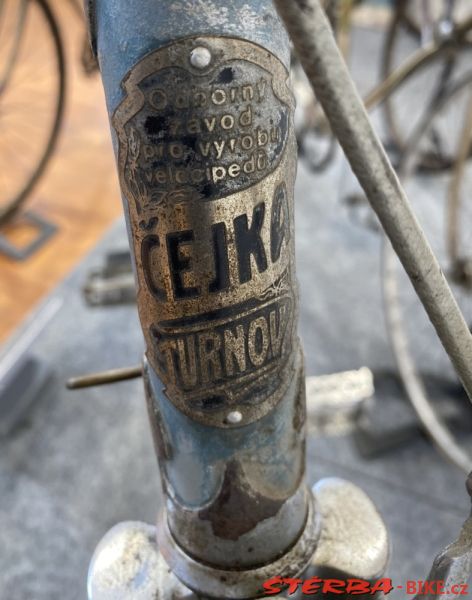 Odborný
závod
pro výrobu
velocipedů
ČEJKA
TURNOV
STERBA-BIKE.cz